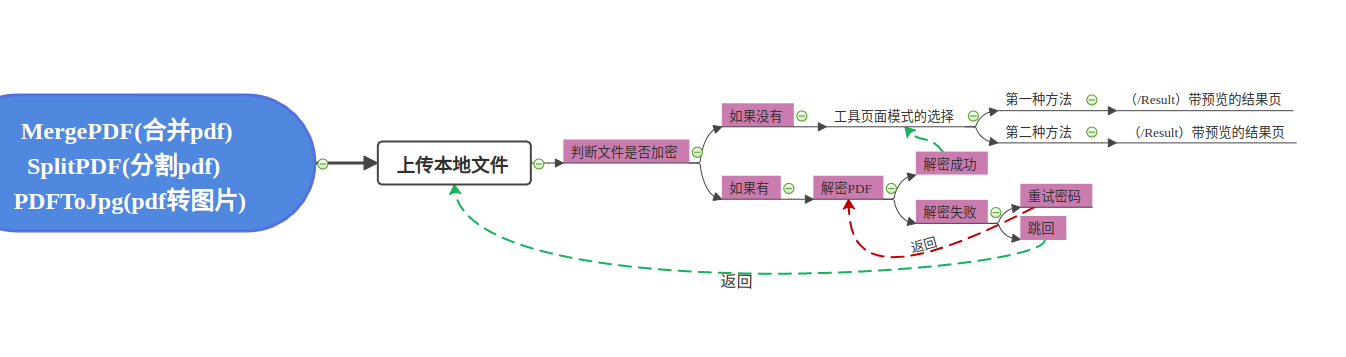 MergePDF(合并pdf)
SplitPDF(分割pdf)
PDFToJpg(pdf转图片)
上传本地文件
判断文件是否加密
如果没有
工具页面模式的选择
第一种方法
（/Result）带预览的结果页
第二种方法
（/Result）带预览的结果页
如果有
解密PDF
解密成功
解密失败
重试密码
跳回
返回
返回